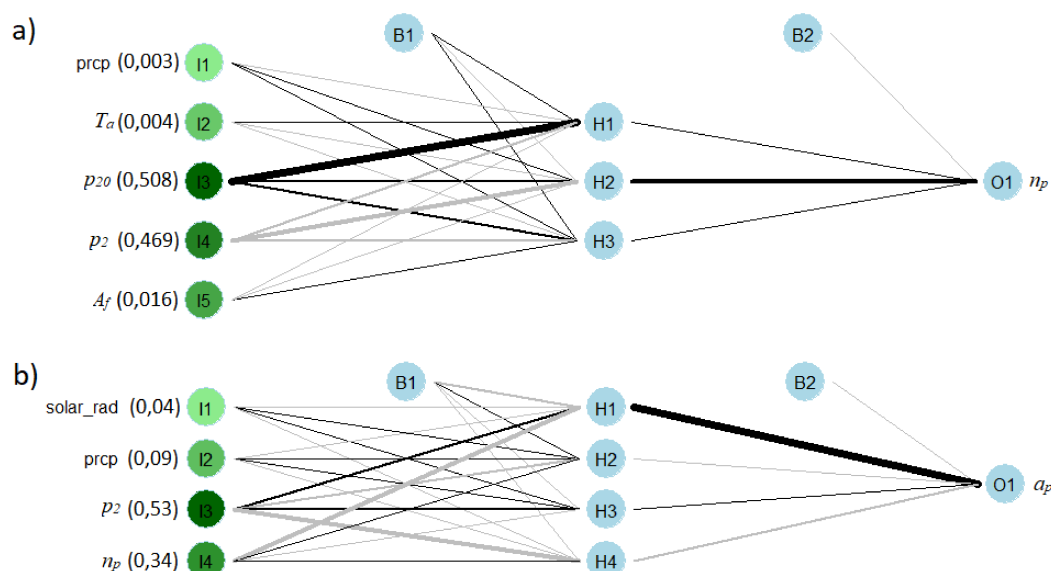 a)
B1
B2
prcp (0,003) I1
Ta (0,004) I2 H1
p20 (0,508) I3 H2 O1 np
p2 (0,469) I4 H3
Af (0,016) I5
b)
B1
B2
solar_rad (0,04) I1 H1
prcp (0,09) I2 H2
p2 (0,53) I3 H3 O1 ap
np (0,34) I4 H4